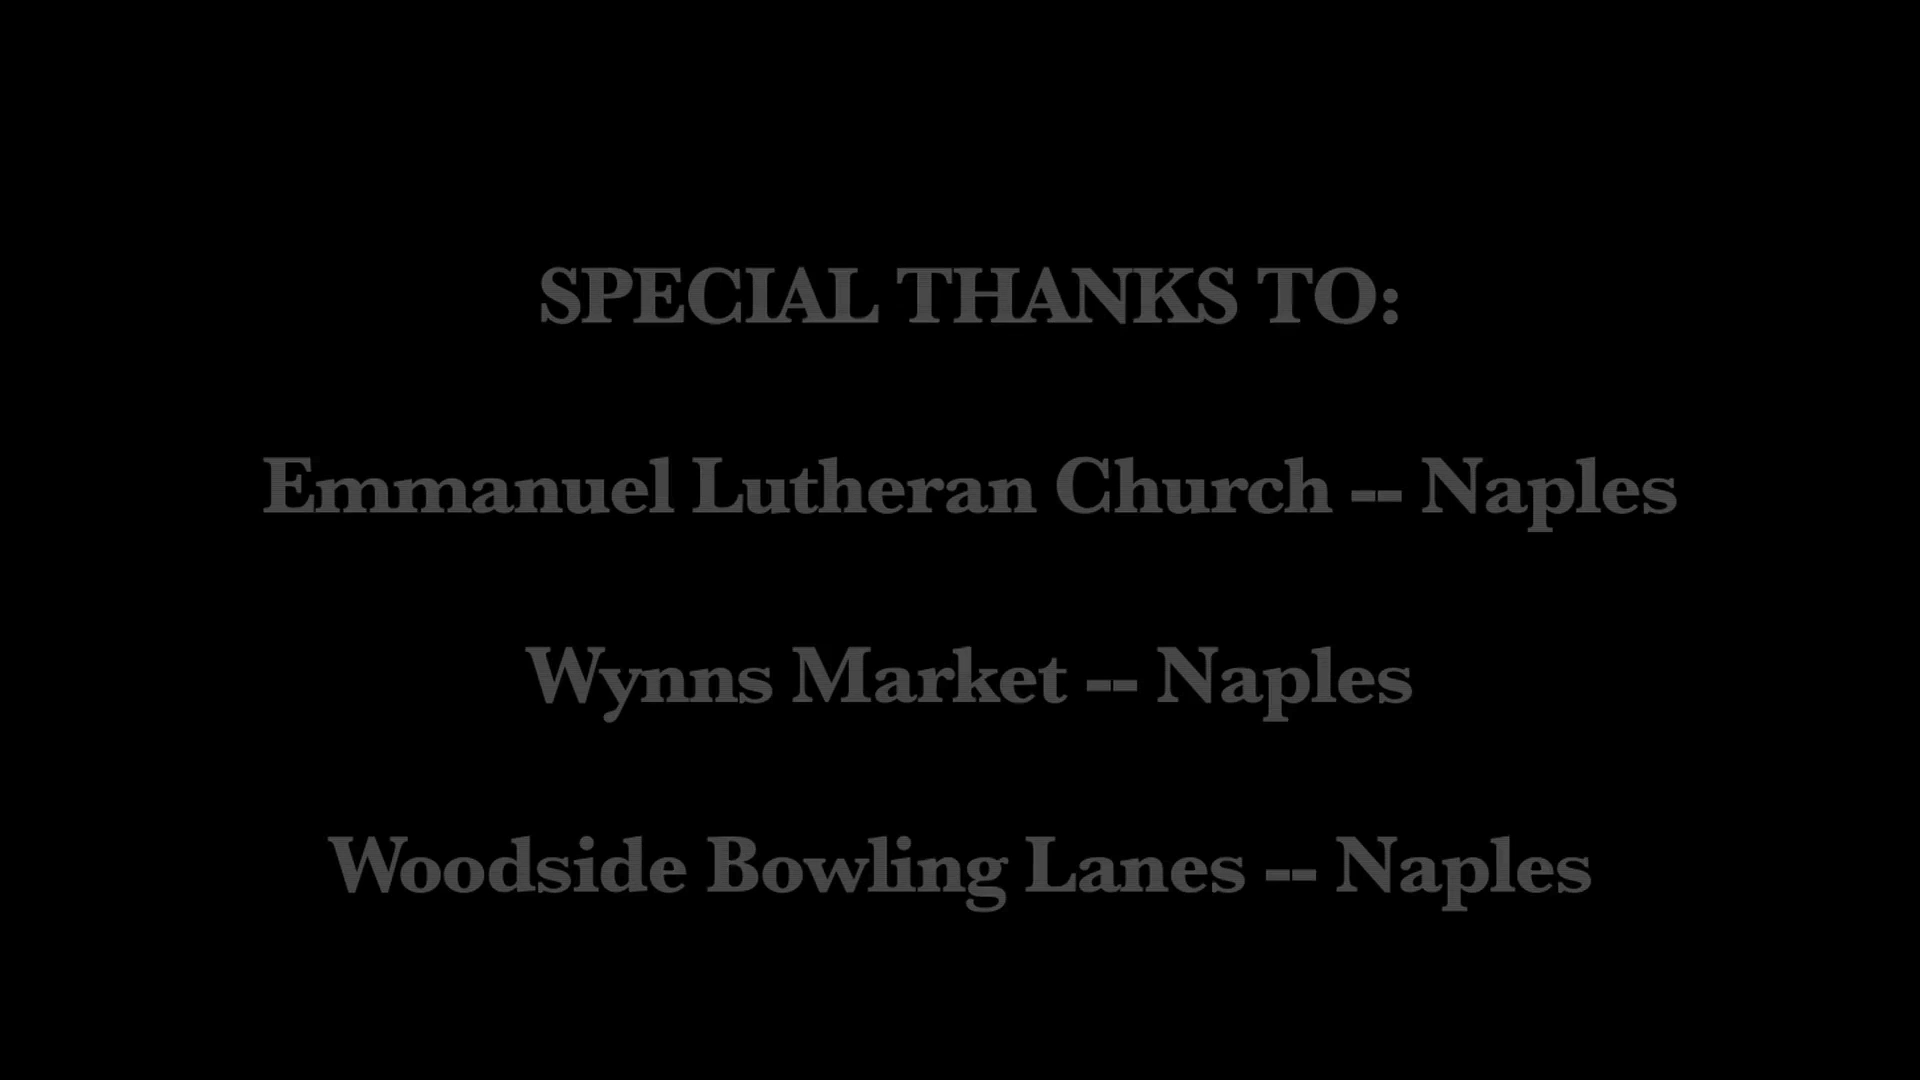 SPECIAL THANKS TO:
Emmanuel Lutheran Church -- Naples
Wynns Market -- Naples
Woodside Bowling Lanes -- Naples